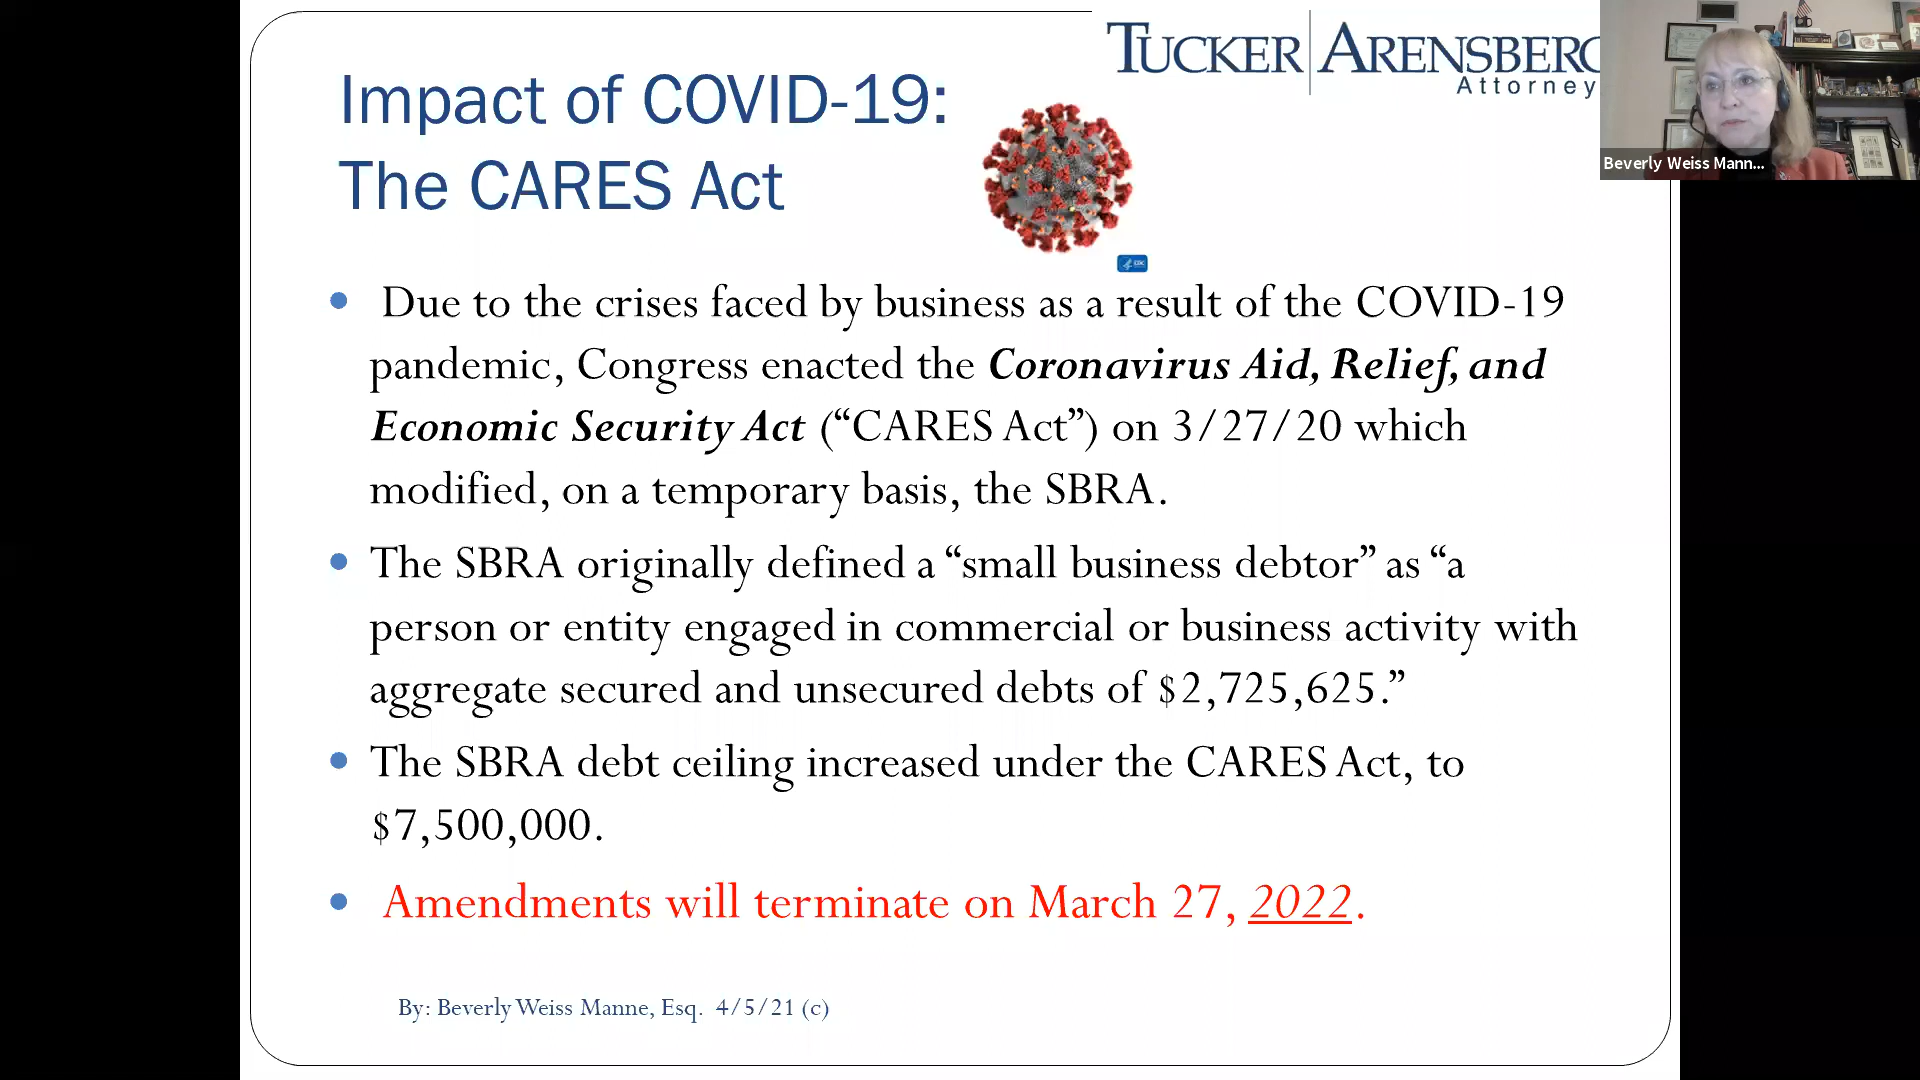 TUCKER ARENSBERG
Attorney
Impact of COVID-19:
The CARES Act
CDC
Beverly Weiss Mann...
Due to the crises faced by business as a result of the COVID-19
pandemic, Congress enacted the Coronavirus Aid, Relief, and
Economic Security Act (“CARES Act”) on 3/27/20 which
modified, on a temporary basis, the SBRA.
The SBRA originally defined a “small business debtor” as “a
person or entity engaged in commercial or business activity with
aggregate secured and unsecured debts of $2,725,625.”
The SBRA debt ceiling increased under the CARES Act, to
$7,500,000.
Amendments will terminate on March 27, 2022.
By: Beverly Weiss Manne, Esq. 4/5/21 (c)